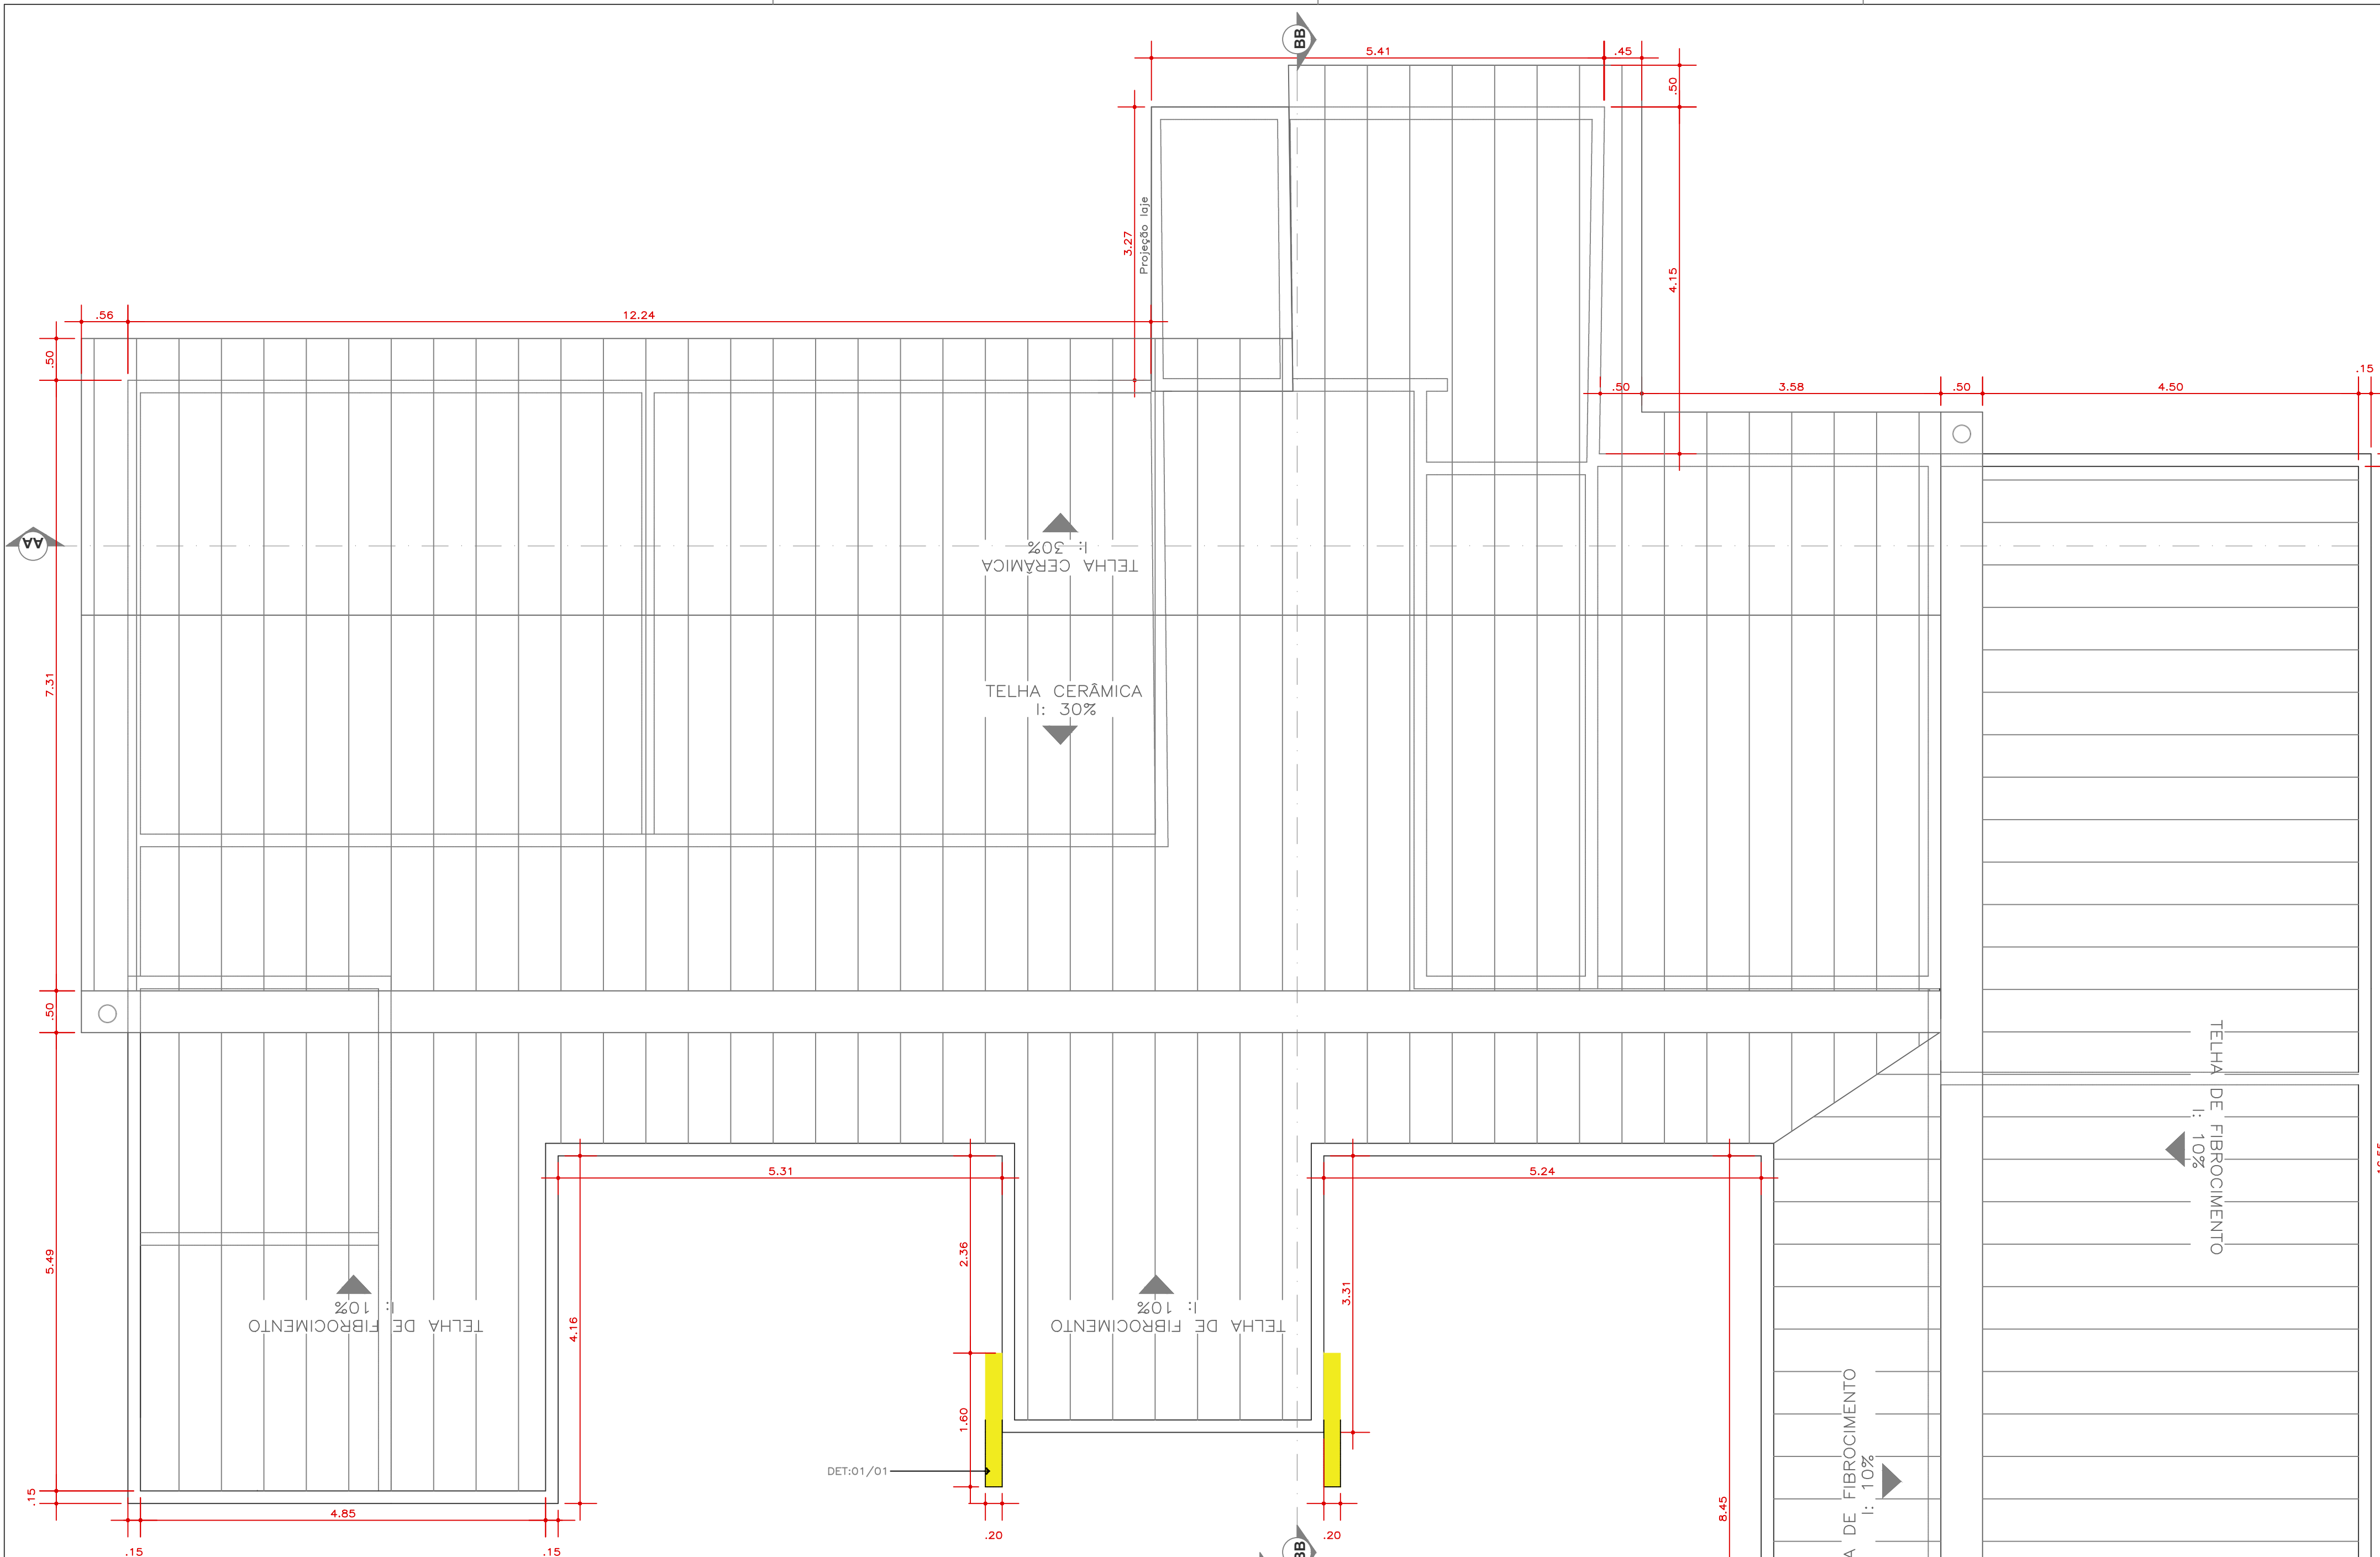 BB
5.41
.45
.50
3.27
Projeção laje
4.15
.56
12.24
.50
.15
.50
3.58
.50
4.50
AA
TELHA CERÂMICA
I: 30%
7.31
TELHA CERÂMICA
I: 30%
.50
TELHA DE FIBROCIMENTO
I: 10%
5.31
5.24
2.36
5.49
3.31
TELHA DE FIBROCIMENTO
I: 10%
TELHA DE FIBROCIMENTO
I: 10%
4.16
1.60
DET:01/01
A DE FIBROCIMENTO
I: 10%
.15
4.85
8.45
.20
.20
.15
.15
BB